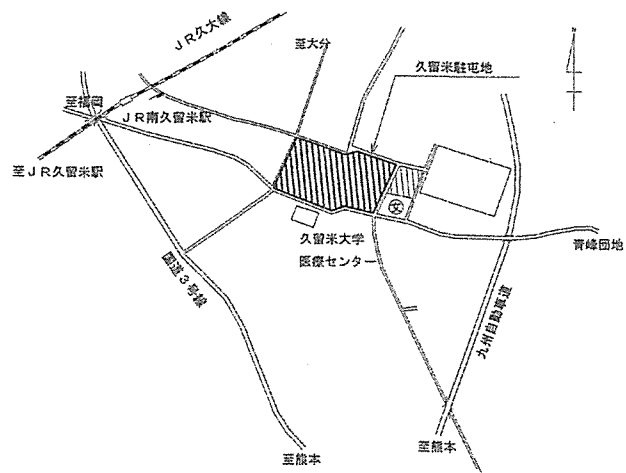 JR久大線
至大分
久留米駐屯地
至福岡
JR南久留米駅
至JR久留米駅
久留米大学
医療センター
青峰団地
国道3号線
九州自動車道
至熊本
至熊本